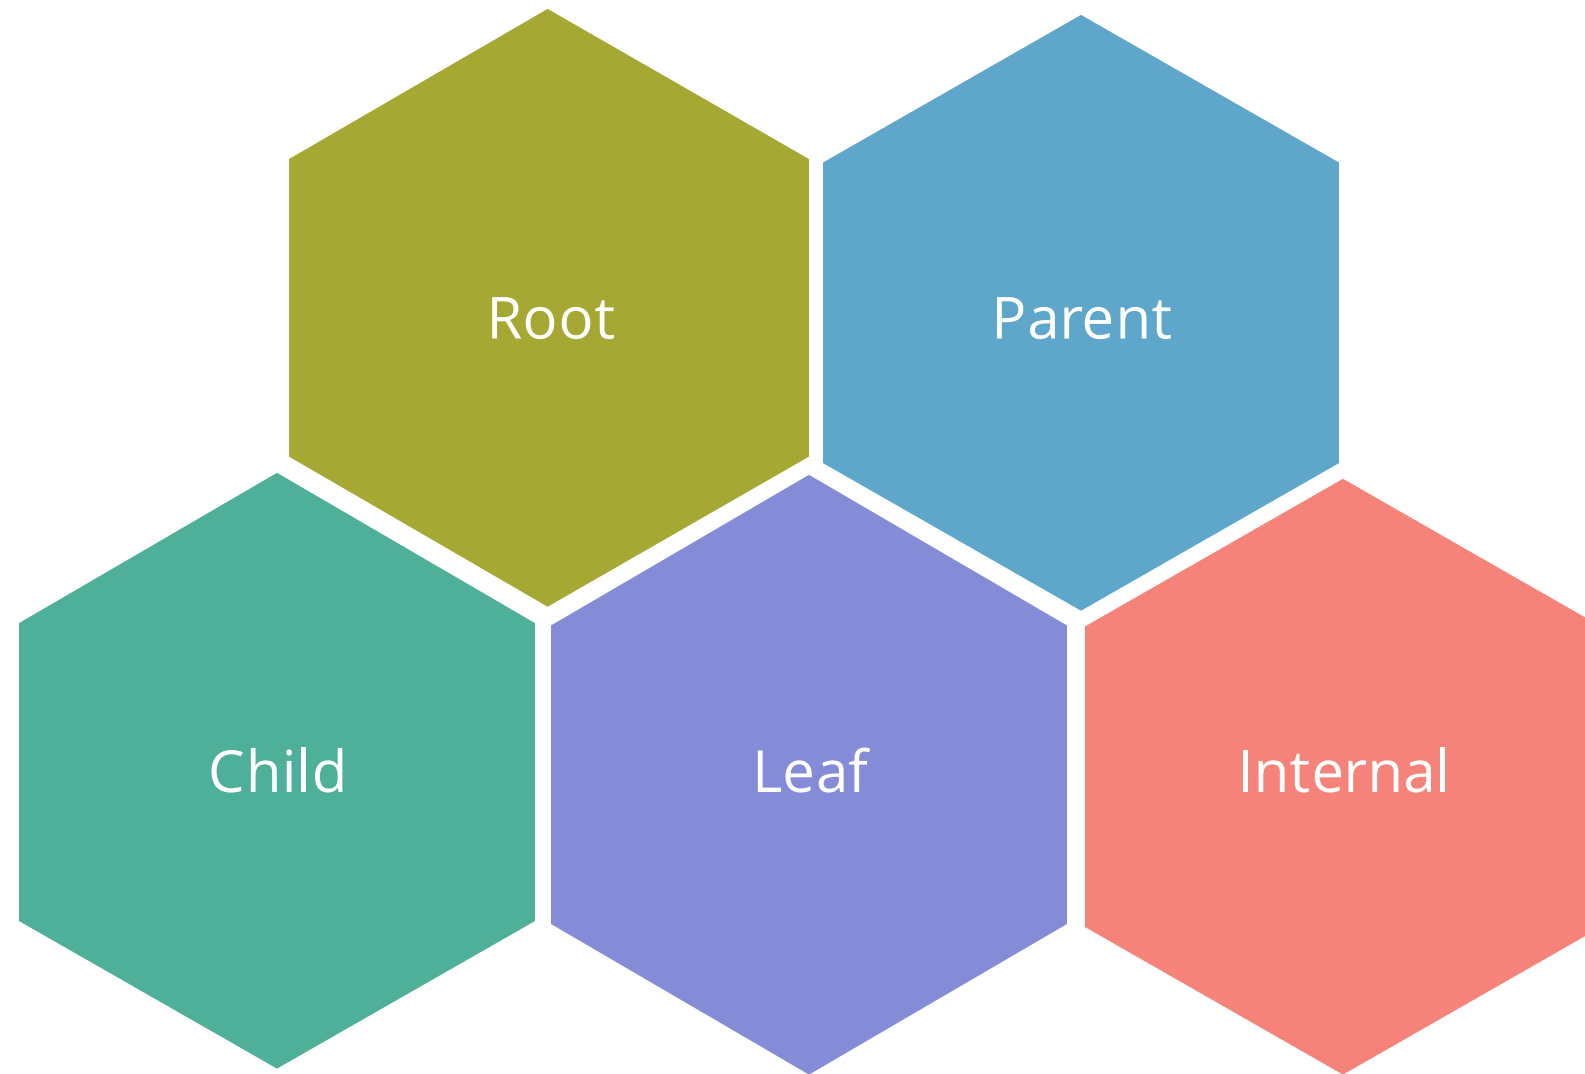 Root
Parent
Child
Leaf
Internal